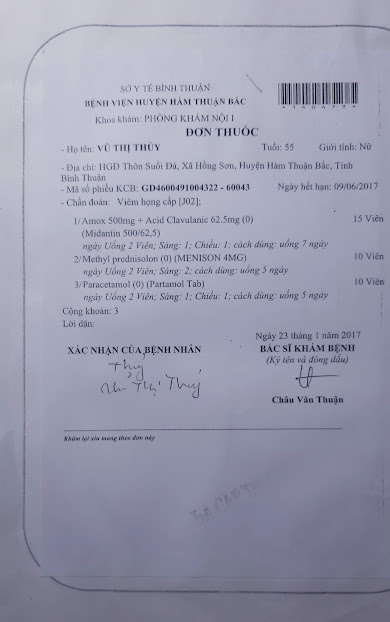 SỞ Y TẾ BÌNH THUẬN
BỆNH VIỆN HUYỆN HÀM THUẬN BẮC
Khoa khám: PHÒNG KHÁM NỘI 1
ĐƠN THUỐC
- Họ tên: VŨ THỊ THỦY Tuổi: 55 Giới tính: Nữ
- Địa chỉ: HGĐ Thôn Suối Đá, Xã Hồng Sơn, Huyện Hàm Thuận Bắc, Tỉnh
Bình Thuận
- Mã số phiếu KCB: GD4600491004322 - 60043 Ngày hết hạn: 09/06/2017
- Chẩn đoán: Viêm họng cấp [J02];
1/Amox 500mg + Acid Clavulanic 62.5mg (0) 15 Viên
(Midantin 500/62,5)
ngày Uống 2 Viên; Sáng: 1; Chiều: 1; cách dùng: uống 7 ngày
2/Methyl prednisolon (0) (MENISON 4MG) 10 Viên
ngày Uống 2 Viên; Sáng: 2; cách dùng: uống 5 ngày
3/Paracetamol (0) (Partamol Tab) 10 Viên
ngày Uống 2 Viên; Sáng: 1; Chiều: 1; cách dùng: uống 5 ngày
Cộng khoản: 3
Lời dặn:
Ngày 23 tháng 1 năm 2017
XÁC NHẬN CỦA BỆNH NHÂN BÁC SĨ KHÁM BỆNH
(Ký tên và đóng dấu)
Thủy
Thị Thủy
Châu Văn Thuận
Khám lại xin mang theo đơn này